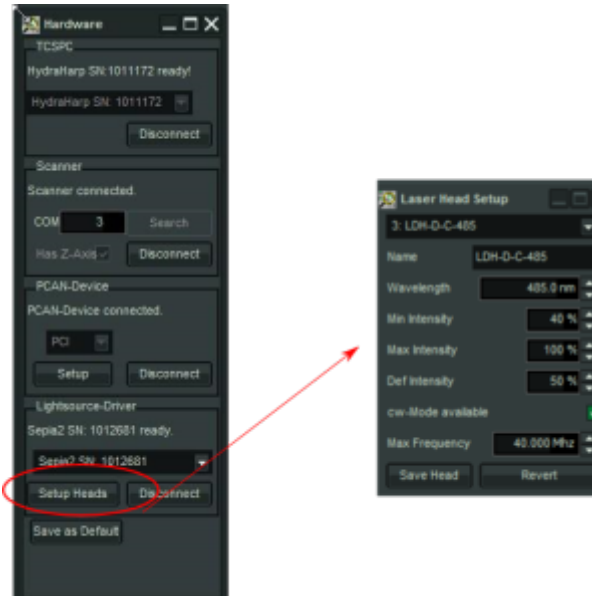 Hardware
TCSPC
HydraHarp SN:1011172 ready!
HydraHarp SN: 1011172
Disconnect
Scanner
Scanner connected.
COM 3 Search
Has Z-Axis Disconnect
PCAN-Device
PCAN-Device connected.
PCI
Setup Disconnect
Lightsource-Driver
Sepia2 SN: 1012681 ready.
Sepia2 SN: 1012681
Setup Heads Disconnect
Save as Default
Laser Head Setup
3: LDH-D-C-485
Name LDH-D-C-485
Wavelength 485.0 nm
Min Intensity 40 %
Max Intensity 100 %
Def Intensity 50 %
cw-Mode available
Max Frequency 40.000 Mhz
Save Head Revert